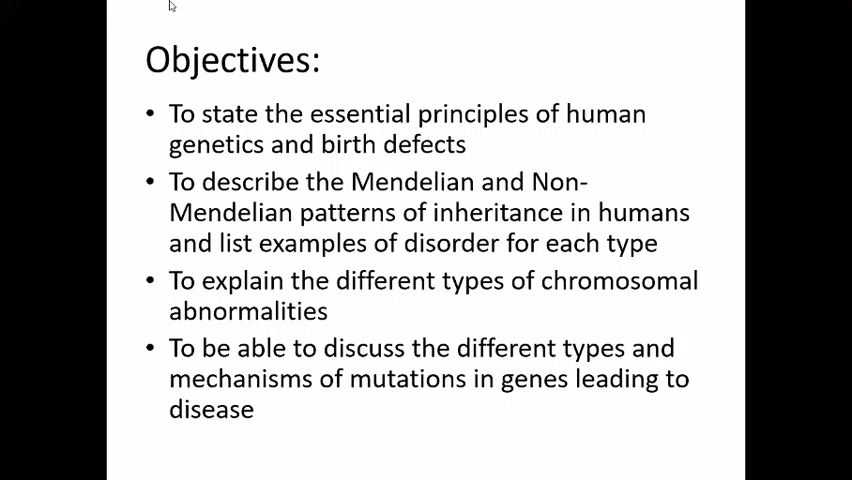 Objectives:
• To state the essential principles of human
genetics and birth defects
• To describe the Mendelian and Non-
Mendelian patterns of inheritance in humans
and list examples of disorder for each type
• To explain the different types of chromosomal
abnormalities
• To be able to discuss the different types and
mechanisms of mutations in genes leading to
disease